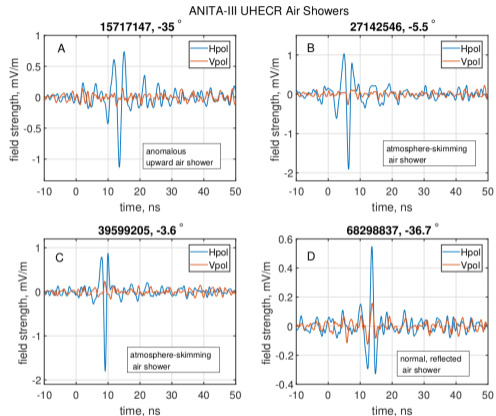 ANITA-III UHECR Air Showers
15717147, -35 °
A
Hpol
Vpol
anomalous
upward air shower
1
0.5
0
-0.5
-1
-10 0 10 20 30 40 50
time, ns
field strength, mV/m
27142546, -5.5 °
B
Hpol
Vpol
atmosphere-skimming
air shower
1
0
-1
-2
-10 0 10 20 30 40 50
time, ns
field strength, mV/m
39599205, -3.6 °
C
Hpol
Vpol
atmosphere-skimming
air shower
1
0
-1
-2
-10 0 10 20 30 40 50
time, ns
field strength, mV/m
68298837, -36.7 °
D
Hpol
Vpol
normal, reflected
air shower
0.6
0.4
0.2
0
-0.2
-0.4
-10 0 10 20 30 40 50
time, ns
field strength, mV/m